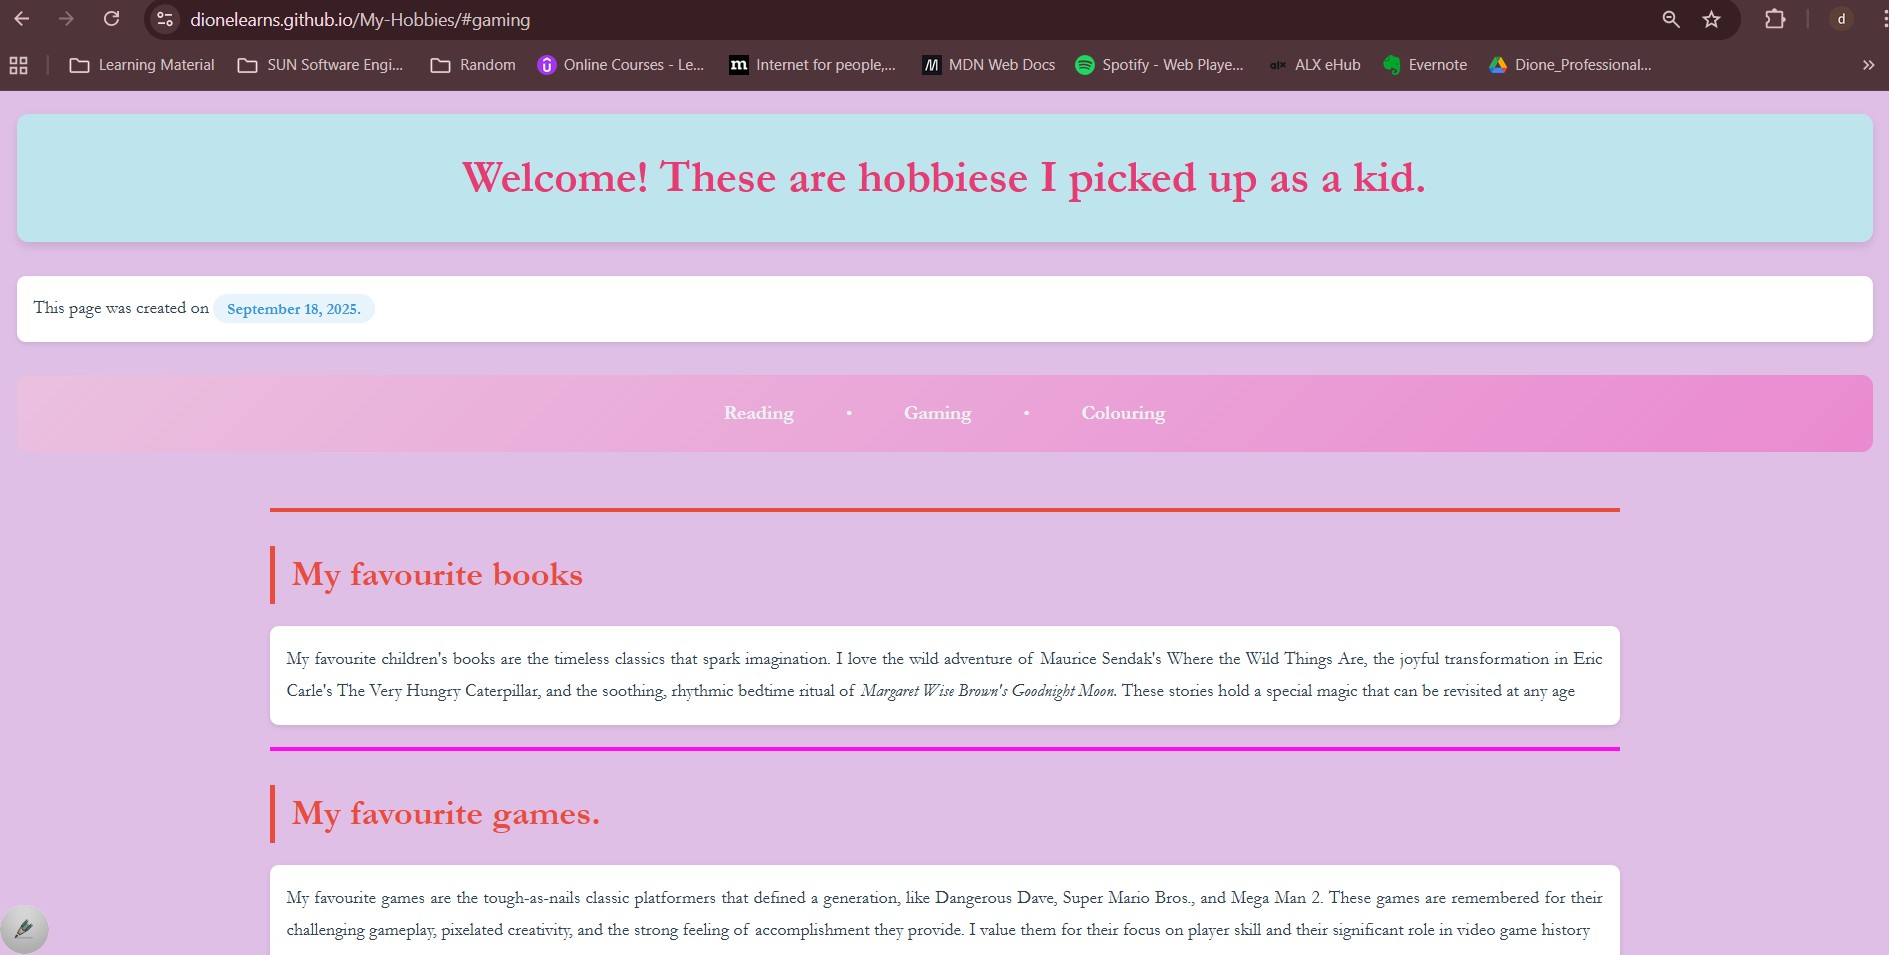 dionelearns.github.io/My-Hobbies/#gaming
d
Learning Material
SUN Software Engi...
Random
Online Courses - Le...
Internet for people,...
MDN Web Docs
Spotify - Web Playe...
alx ALX eHub
Evernote
Dione_Professional...
Welcome! These are hobbiese I picked up as a kid.
This page was created on September 18, 2025.
Reading • Gaming • Colouring
My favourite books
My favourite children's books are the timeless classics that spark imagination. I love the wild adventure of Maurice Sendak's Where the Wild Things Are, the joyful transformation in Eric
Carle's The Very Hungry Caterpillar, and the soothing, rhythmic bedtime ritual of Margaret Wise Brown's Goodnight Moon. These stories hold a special magic that can be revisited at any age
My favourite games.
My favourite games are the tough-as-nails classic platformers that defined a generation, like Dangerous Dave, Super Mario Bros., and Mega Man 2. These games are remembered for their
challenging gameplay, pixelated creativity, and the strong feeling of accomplishment they provide. I value them for their focus on player skill and their significant role in video game history